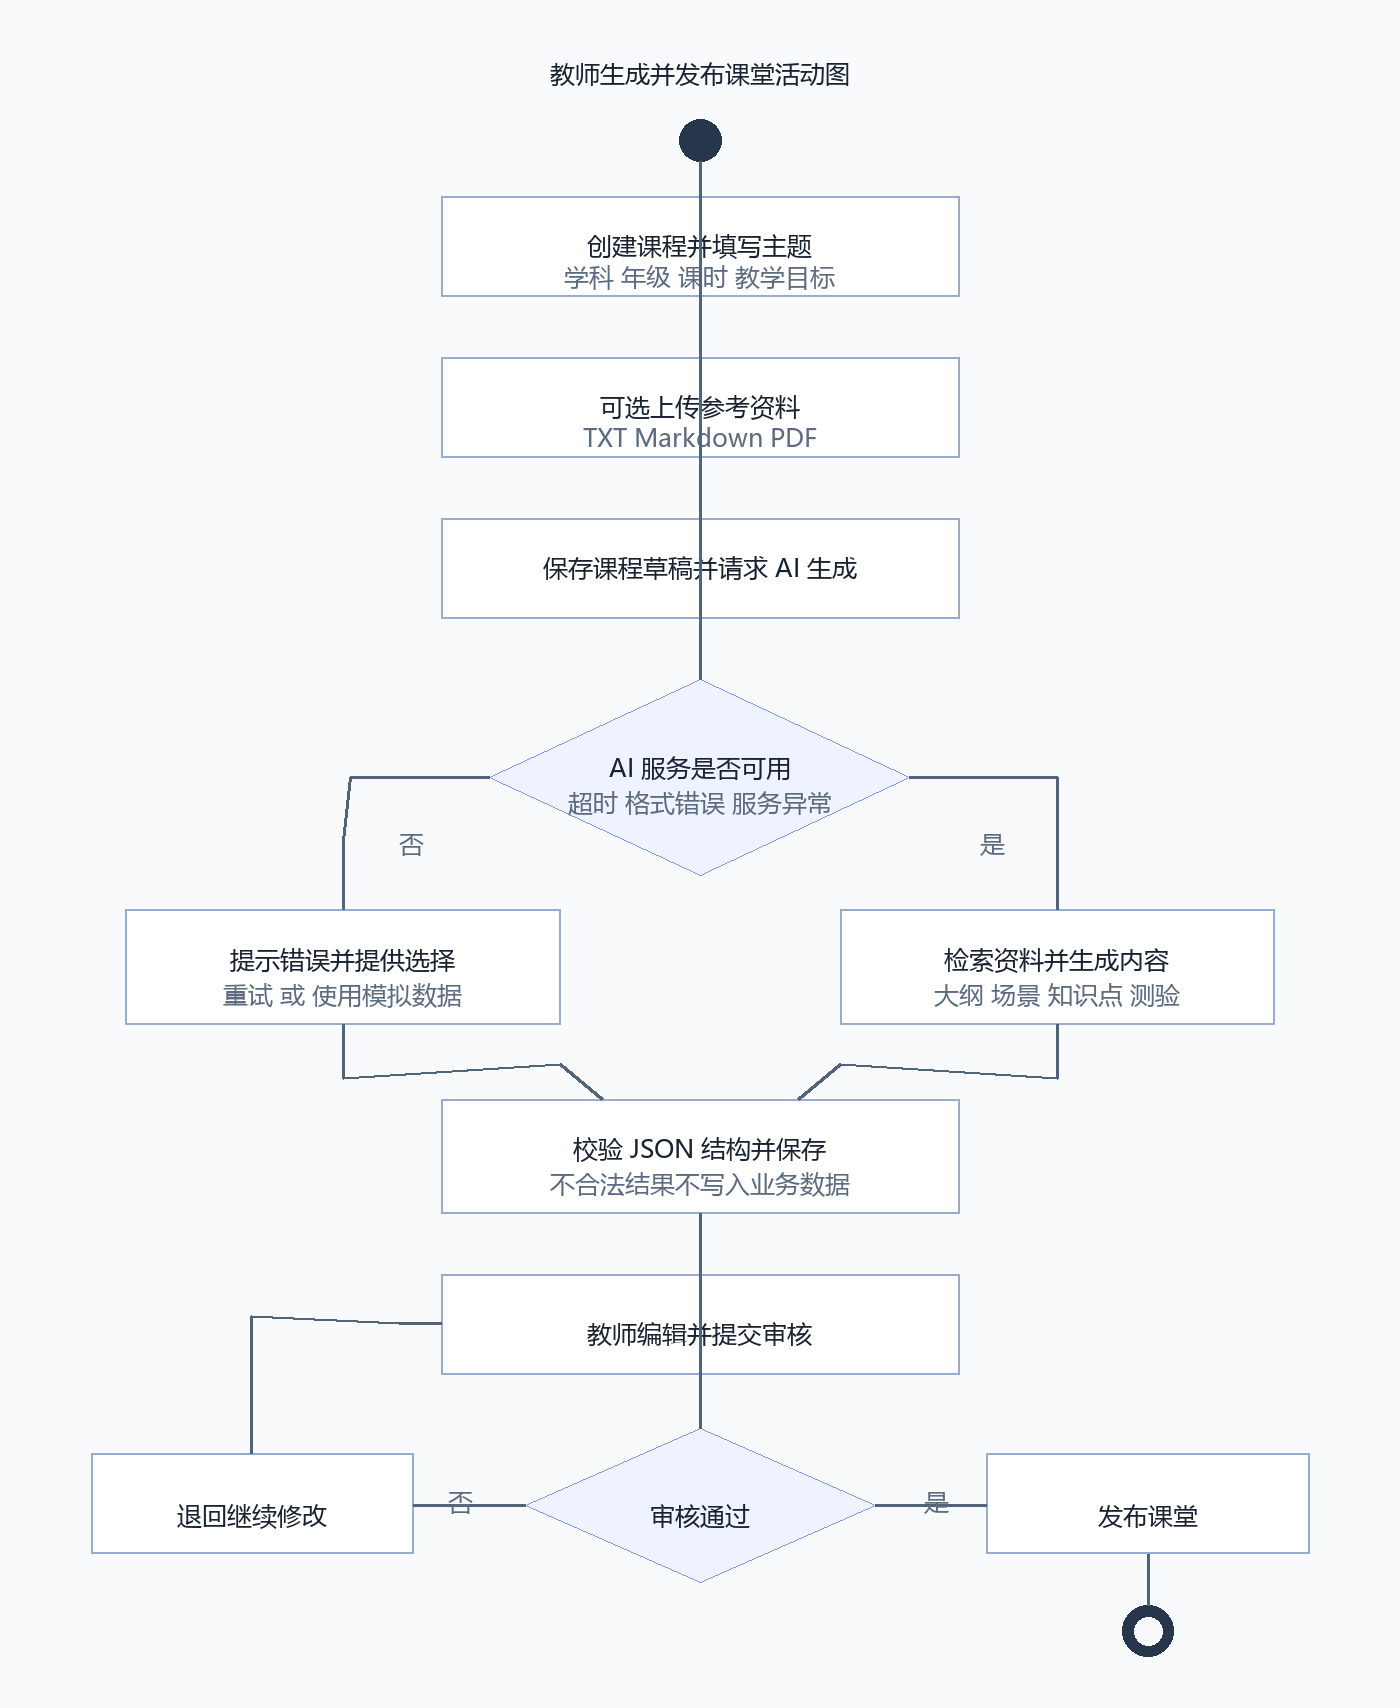 教师生成并发布课堂活动图
创建课程并填写主题
学科 年级 课时 教学目标
可选上传参考资料
TXT Markdown PDF
保存课程草稿并请求 AI 生成
AI 服务是否可用
超时 格式错误 服务异常
否
是
提示错误并提供选择
重试 或 使用模拟数据
检索资料并生成内容
大纲 场景 知识点 测验
校验 JSON 结构并保存
不合法结果不写入业务数据
教师编辑并提交审核
退回继续修改
否
审核通过
是
发布课堂